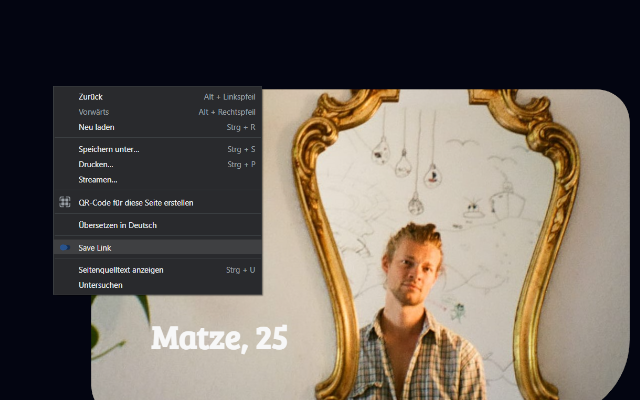 Zurück Alt + Linkspfeil
Vorwärts Alt + Rechtspfeil
Neu laden Strg + R
Speichern unter... Strg + S
Drucken... Strg + P
Streamen...
QR-Code für diese Seite erstellen
Übersetzen in Deutsch
Save Link
Seitenquelltext anzeigen Strg + U
Untersuchen
Matze, 25